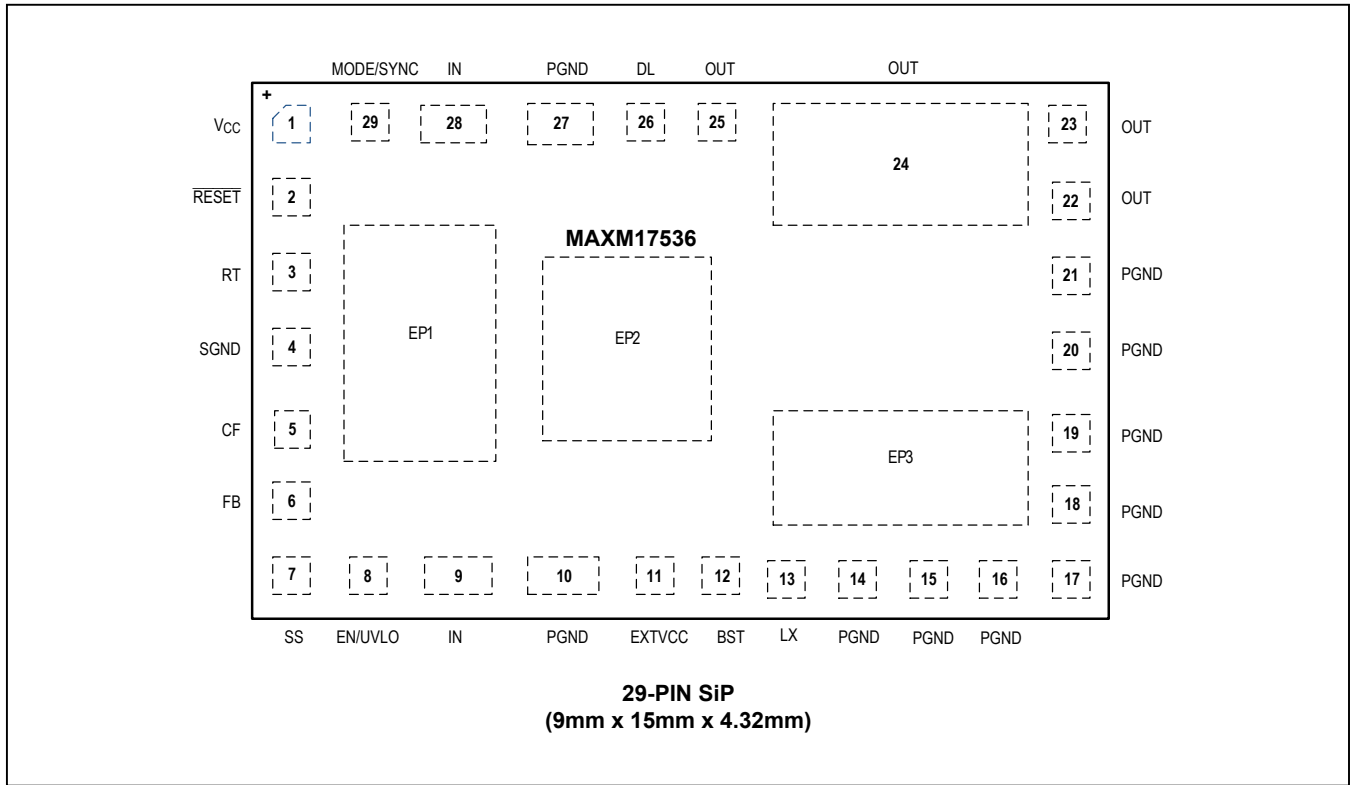 MODE/SYNC IN PGND DL OUT OUT
+
VCC 1 29 28 27 26 25 24 23 OUT
RESET 2 22 OUT
MAXM17536
RT 3 21 PGND
SGND 4 EP1 EP2 20 PGND
CF 5 EP3 19 PGND
FB 6 18 PGND
7 8 9 10 11 12 13 14 15 16 17 PGND
SS EN/UVLO IN PGND EXTVCC BST LX PGND PGND PGND
29-PIN SiP
(9mm x 15mm x 4.32mm)